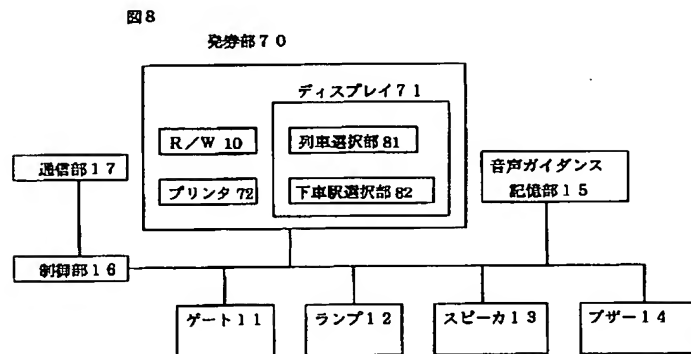 図8
発券部70
ディスプレイ71
R/W 10
列車選択部81
プリンタ72
下車駅選択部82
通信部17
音声ガイダンス
記憶部15
制御部16
ゲート11
ランプ12
スピーカ13
ブザー14